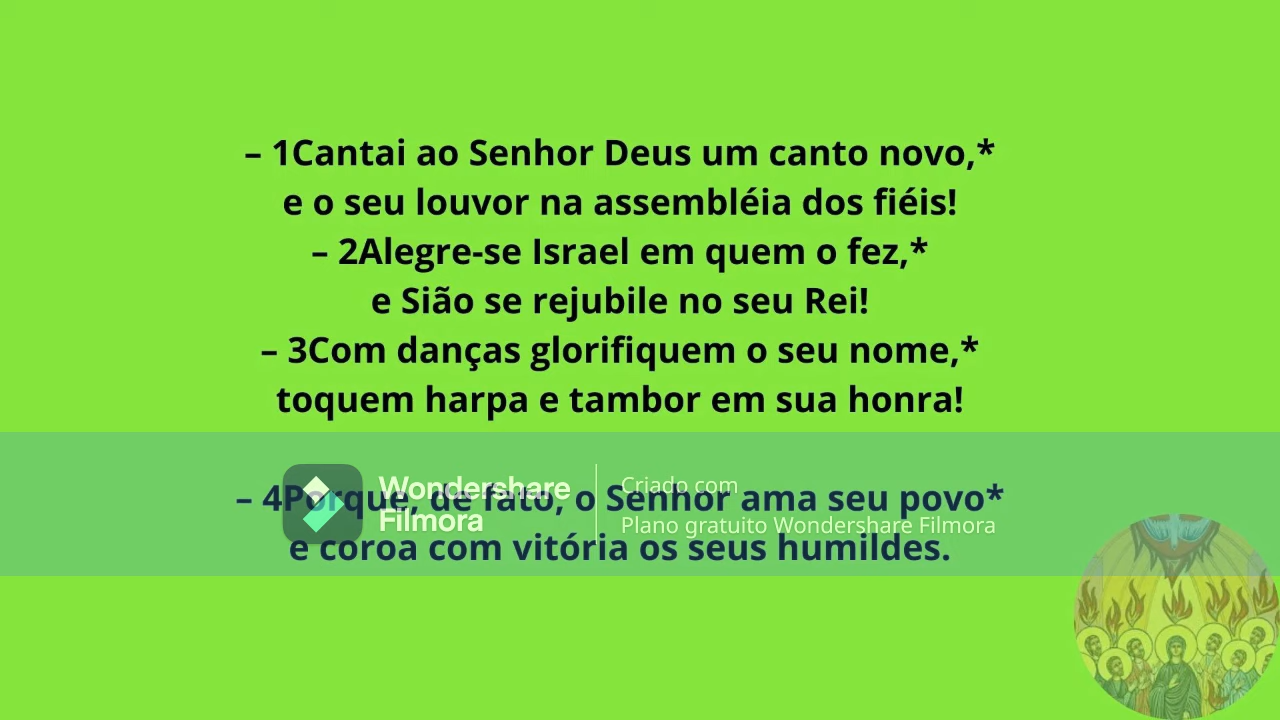 – 1Cantai ao Senhor Deus um canto novo,*
e o seu louvor na assembléia dos fiéis!
– 2Alegre-se Israel em quem o fez,*
e Sião se rejubile no seu Rei!
– 3Com danças glorifiquem o seu nome,*
toquem harpa e tambor em sua honra!
– 4Porque, de fato, o Senhor ama seu povo*
e coroa com vitória os seus humildes.
Wondershare
Filmora
Criado com
Plano gratuito Wondershare Filmora